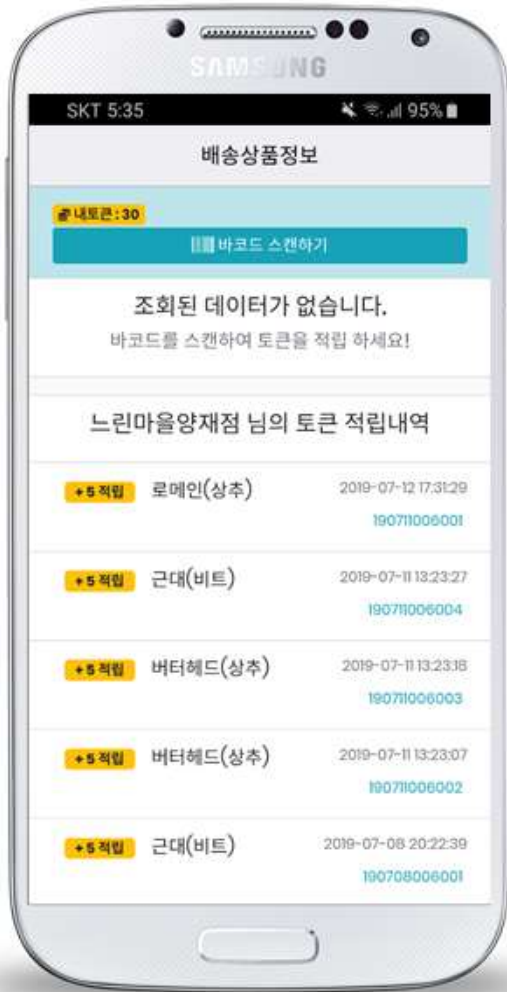 SAMSUNG
SKT 5:35 95%
배송상품정보
내토큰 : 30
바코드 스캔하기
조회된 데이터가 없습니다.
바코드를 스캔하여 토큰을 적립 하세요!
느린마을양재점 님의 토큰 적립내역
+5 적립 로메인(상추) 2019-07-12 17:31:29
190711006001
+5 적립 근대(비트) 2019-07-11 13:23:27
190711006004
+5 적립 버터헤드(상추) 2019-07-11 13:23:18
190711006003
+5 적립 버터헤드(상추) 2019-07-11 13:23:07
190711006002
+5 적립 근대(비트) 2019-07-08 20:22:39
190708006001